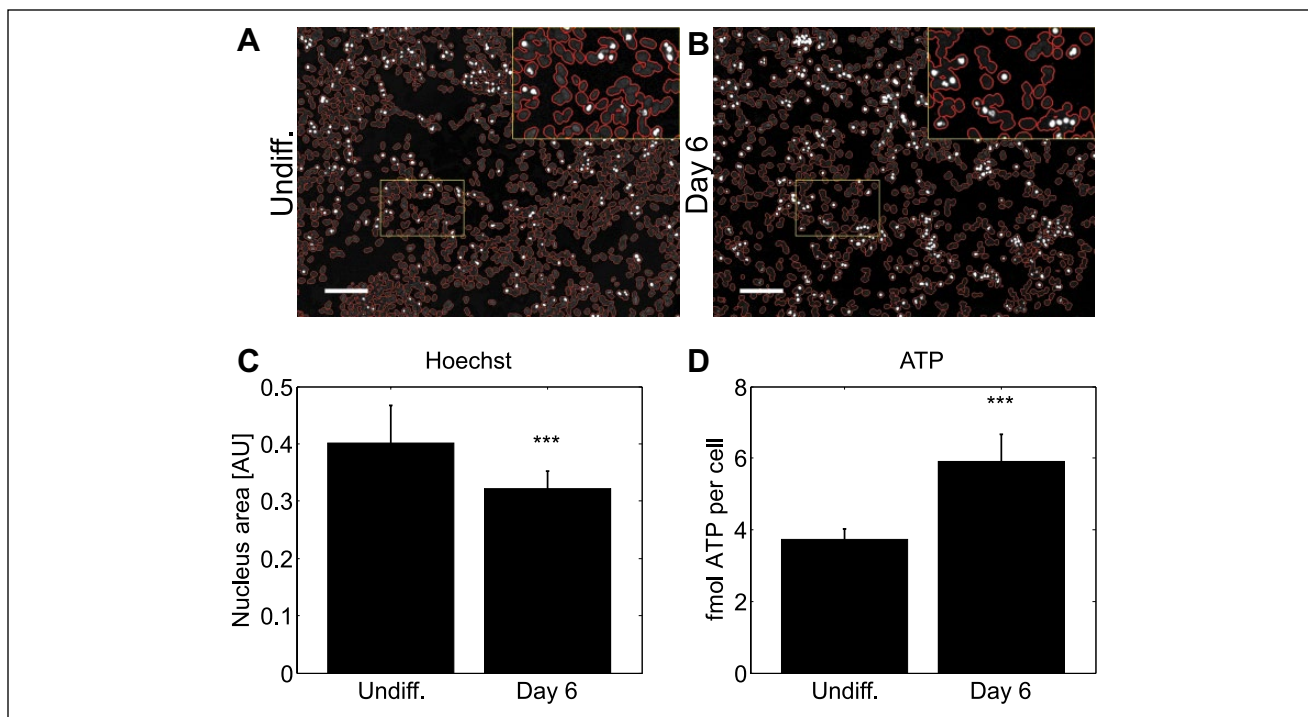 A
B
Undiff.
Day 6
C
Hoechst
D
ATP
Nucleus area [AU]
0.5
0.4
0.3
0.2
0.1
0
***
Undiff.
Day 6
fmol ATP per cell
8
6
4
2
0
***
Undiff.
Day 6